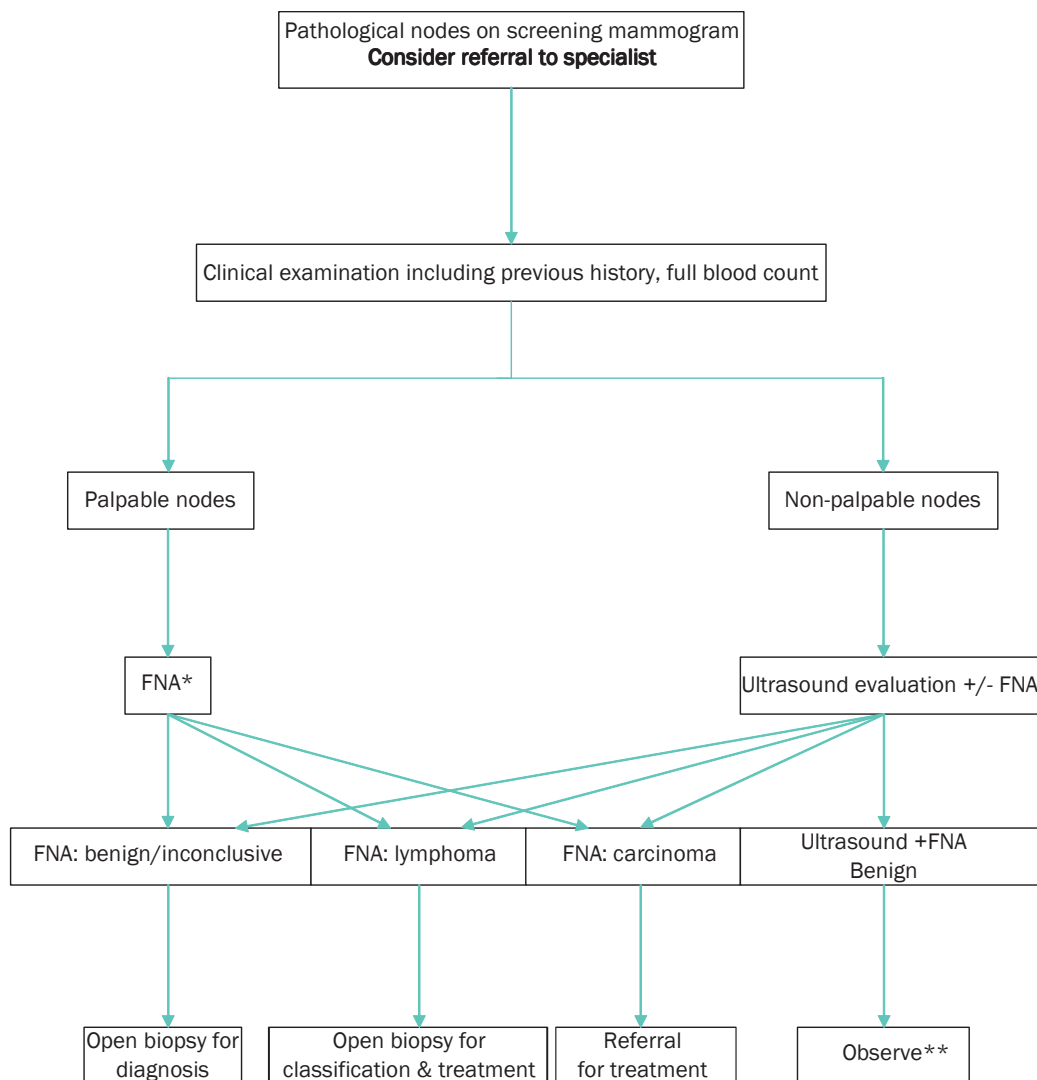 Pathological nodes on screening mammogram
Consider referral to specialist
Clinical examination including previous history, full blood count
Palpable nodes
Non-palpable nodes
FNA*
Ultrasound evaluation +/- FNA
FNA: benign/inconclusive
FNA: lymphoma
FNA: carcinoma
Ultrasound +FNA
Benign
Open biopsy for
diagnosis
Open biopsy for
classification & treatment
Referral
for treatment
Observe**